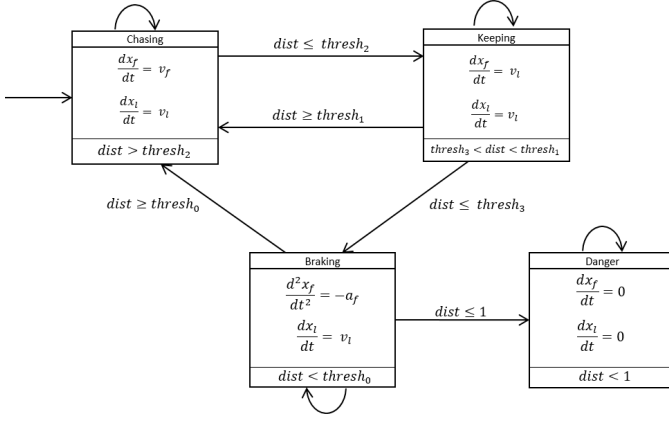 Chasing
dx_f/dt = v_f
dx_l/dt = v_l
dist > thresh_2
dist ≤ thresh_2
dist ≥ thresh_1
Keeping
dx_f/dt = v_l
dx_l/dt = v_l
thresh_3 < dist < thresh_1
dist ≥ thresh_0
dist ≤ thresh_3
Braking
d²x_f/dt² = −a_f
dx_l/dt = v_l
dist < thresh_0
dist ≤ 1
Danger
dx_f/dt = 0
dx_l/dt = 0
dist < 1